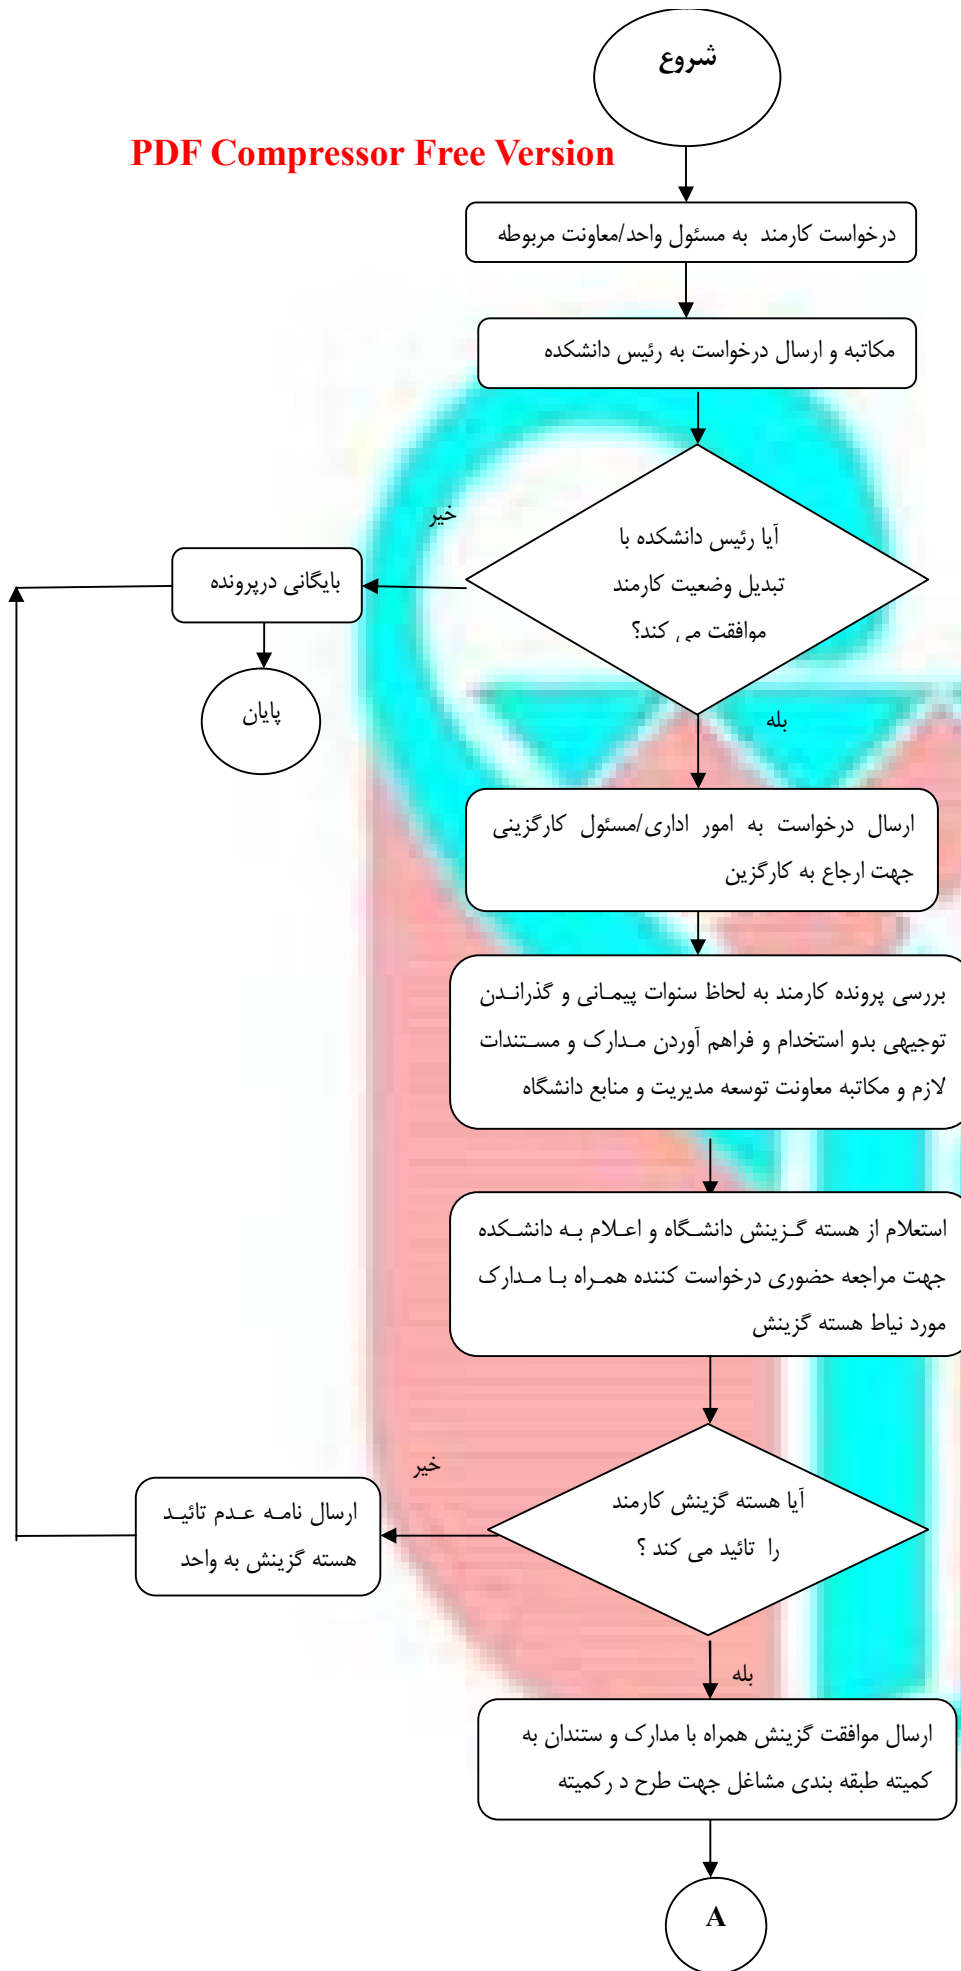 شروع
PDF Compressor Free Version
درخواست کارمند به مسئول واحد/معاونت مربوطه
مکاتبه و ارسال درخواست به رئیس دانشکده
آیا رئیس دانشکده با
تبدیل وضعیت کارمند
موافقت می کند؟
خیر
بایگانی درپرونده
پایان
بله
ارسال درخواست به امور اداری/مسئول کارگزینی
جهت ارجاع به کارگزین
بررسی پرونده کارمند به لحاظ سنوات پیمانی و گذراندن
توجیهی بدو استخدام و فراهم آوردن مدارک و مستندات
لازم و مکاتبه معاونت توسعه مدیریت و منابع دانشگاه
استعلام از هسته گزینش دانشگاه و اعلام به دانشکده
جهت مراجعه حضوری درخواست کننده همراه با مدارک
مورد نیاط هسته گزینش
آیا هسته گزینش کارمند
را تائید می کند ؟
خیر
ارسال نامه عدم تائید
هسته گزینش به واحد
بله
ارسال موافقت گزینش همراه با مدارک و ستندان به
کمیته طبقه بندی مشاغل جهت طرح د رکمیته
A